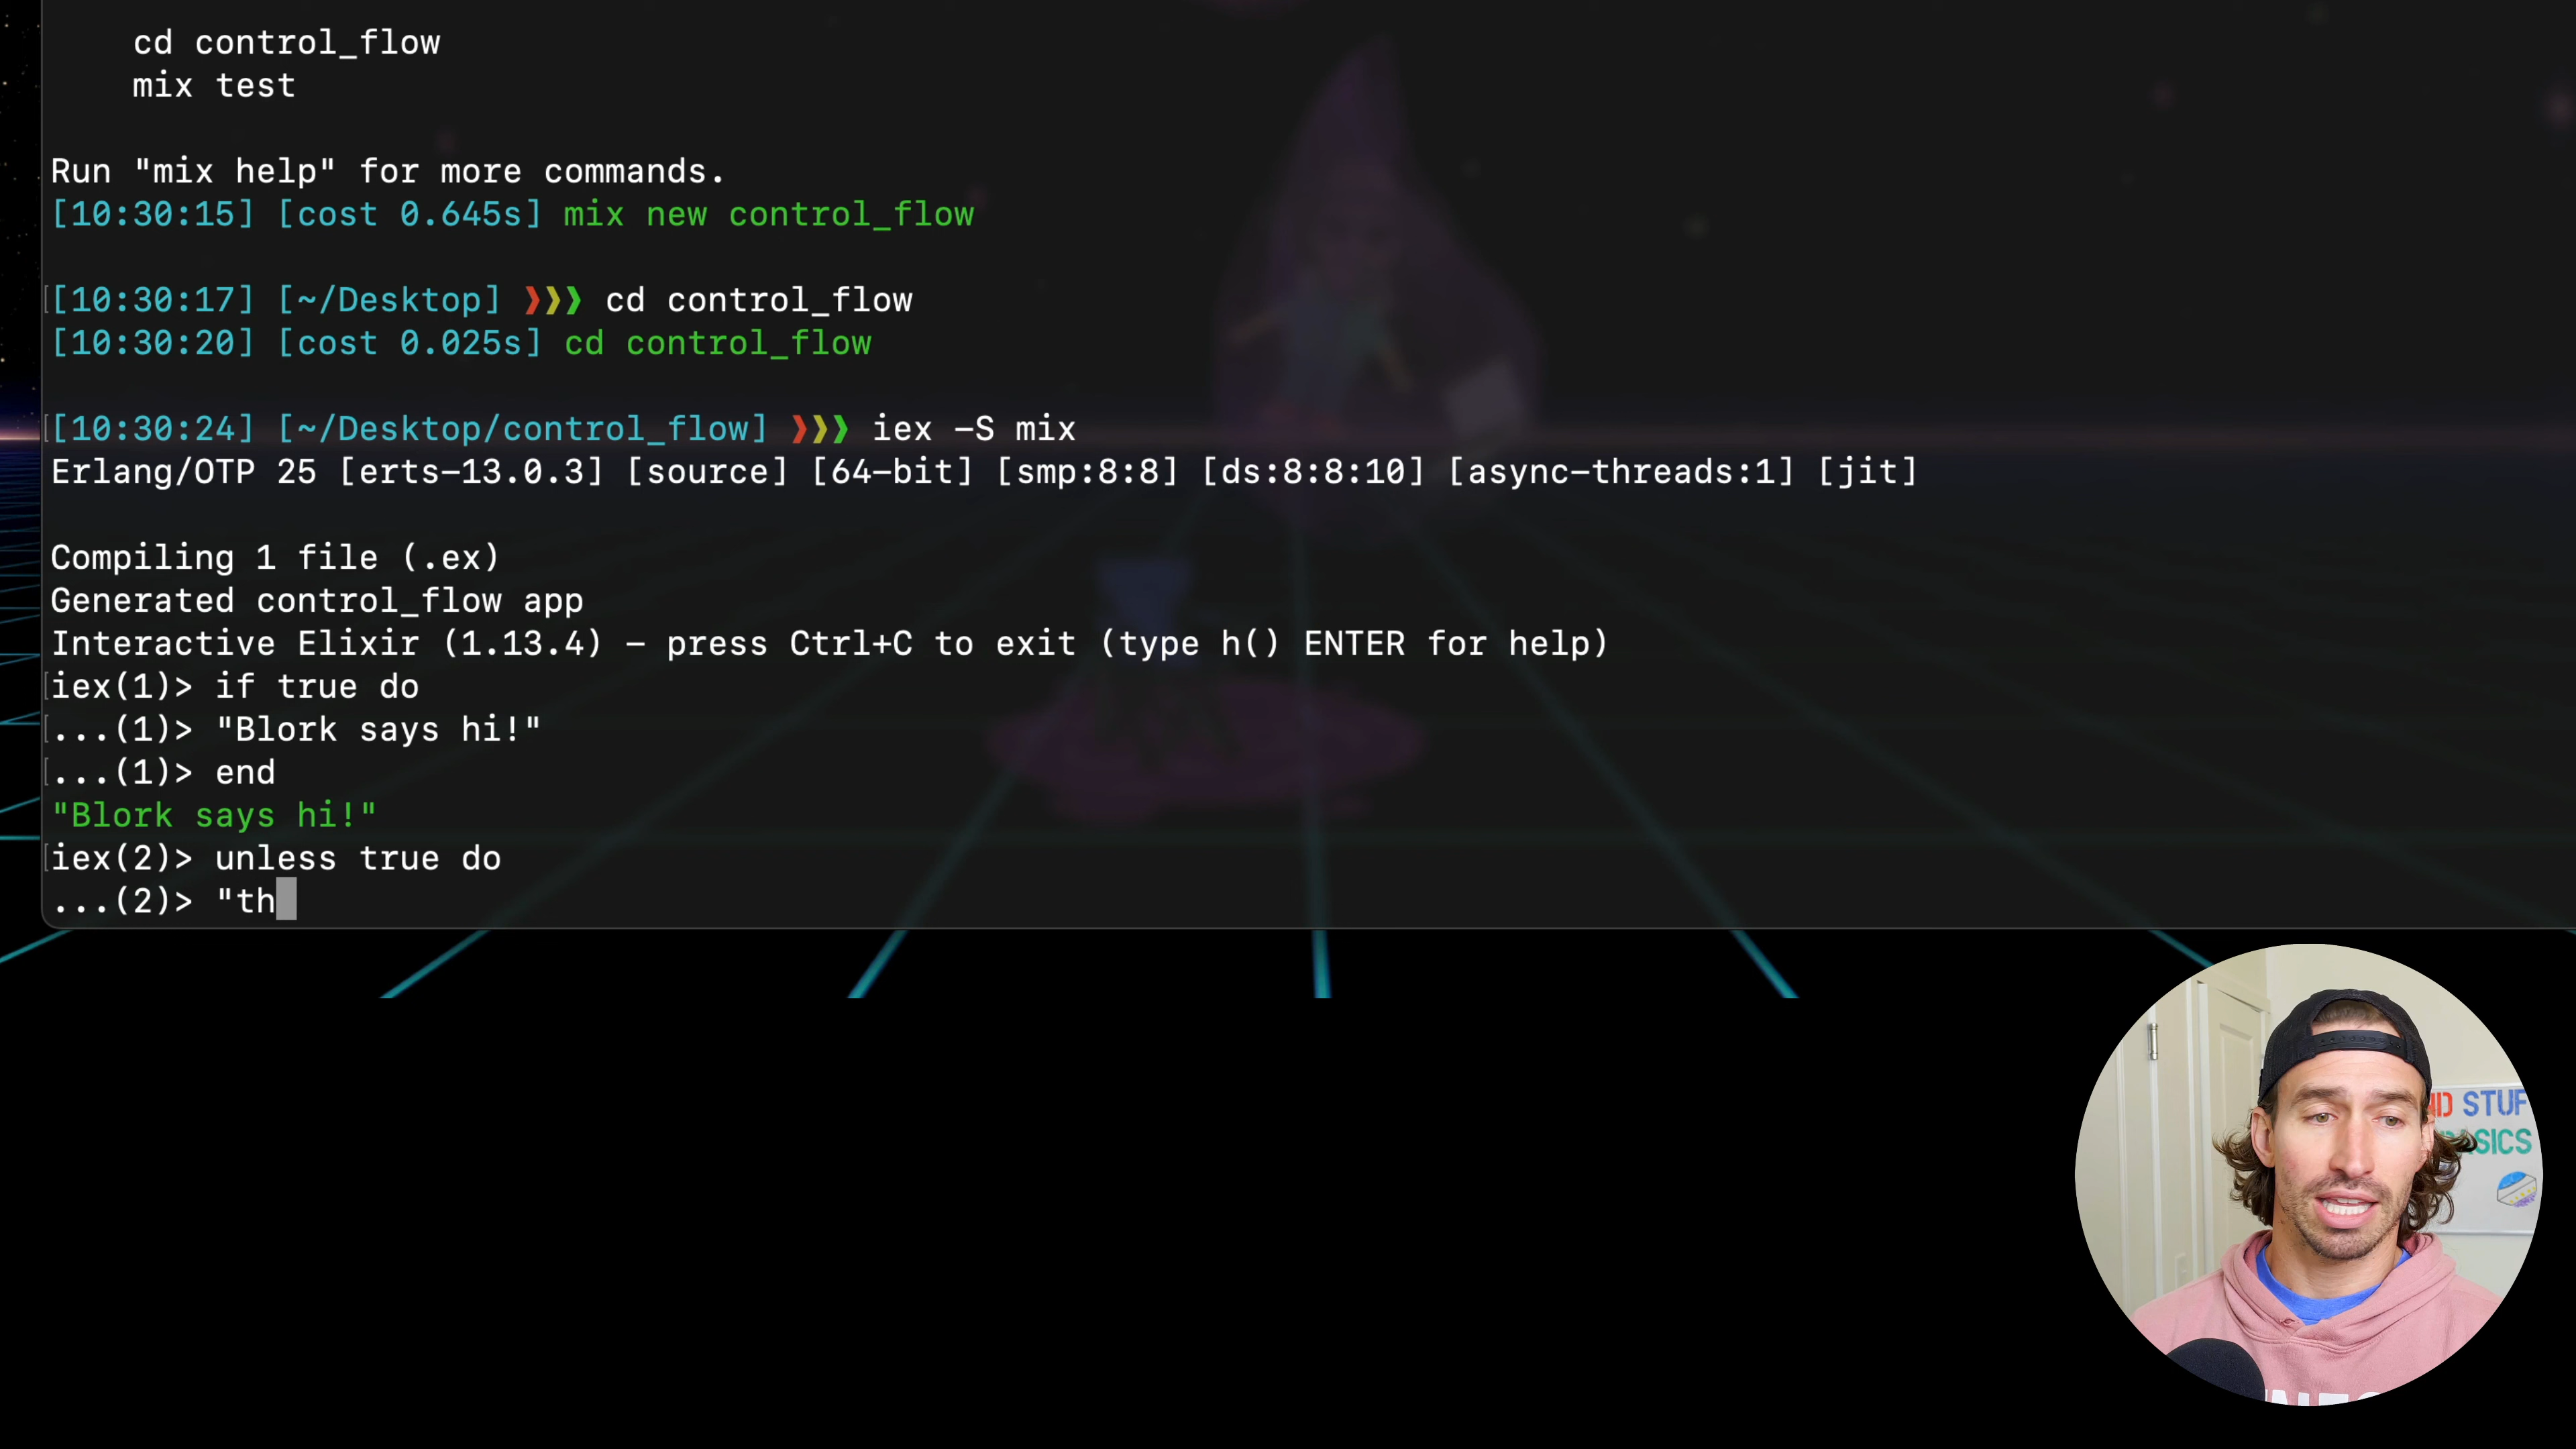 cd control_flow
mix test
Run "mix help" for more commands.
[10:30:15] [cost 0.645s] mix new control_flow
[[10:30:17] [~/Desktop] ❱❱❱ cd control_flow
[10:30:20] [cost 0.025s] cd control_flow
[[10:30:24] [~/Desktop/control_flow] ❱❱❱ iex -S mix
Erlang/OTP 25 [erts-13.0.3] [source] [64-bit] [smp:8:8] [ds:8:8:10] [async-threads:1] [jit]
Compiling 1 file (.ex)
Generated control_flow app
Interactive Elixir (1.13.4) - press Ctrl+C to exit (type h() ENTER for help)
[iex(1)> if true do
[...(1)> "Blork says hi!"
[...(1)> end
"Blork says hi!"
[iex(2)> unless true do
...(2)> "th
STUF